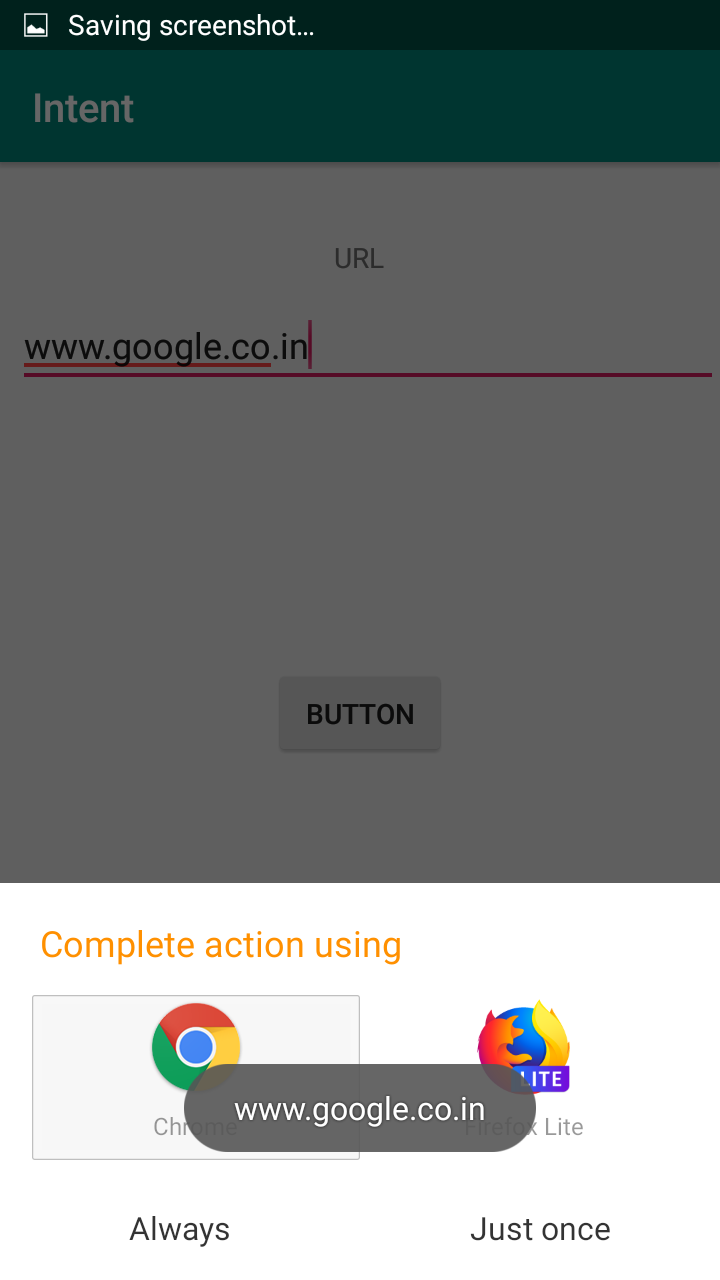 Saving screenshot...
Intent
URL
www.google.co.in
BUTTON
Complete action using
LITE
Chrome
Firefox Lite
www.google.co.in
Always
Just once